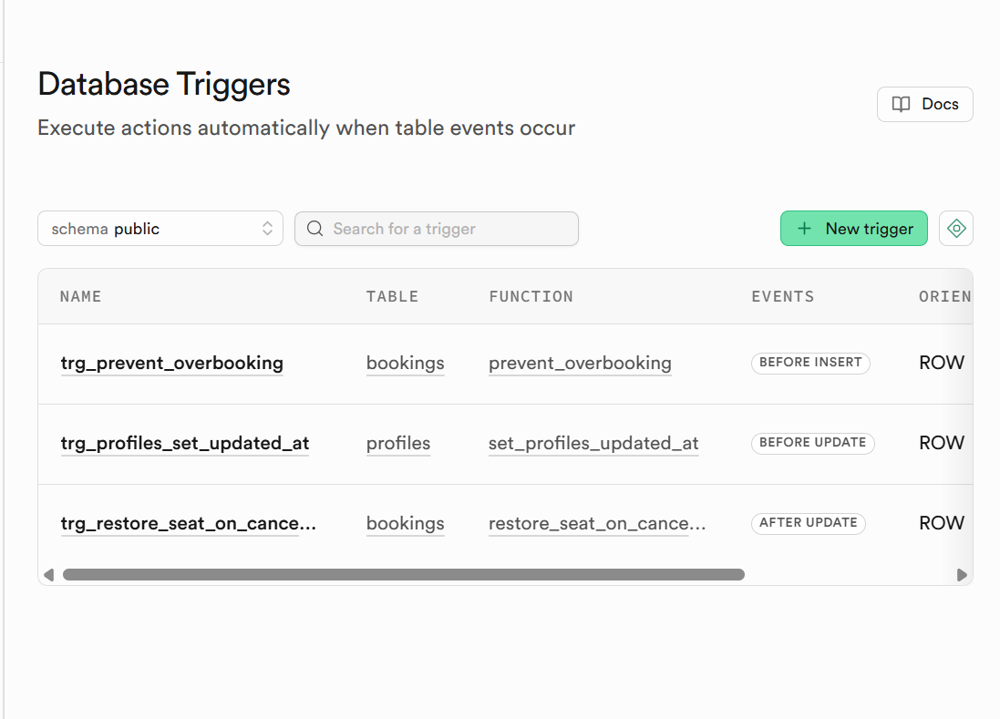 Database Triggers
Docs
Execute actions automatically when table events occur
schema public
Search for a trigger
New trigger
NAME TABLE FUNCTION EVENTS ORIEN
trg_prevent_overbooking bookings prevent_overbooking BEFORE INSERT ROW
trg_profiles_set_updated_at profiles set_profiles_updated_at BEFORE UPDATE ROW
trg_restore_seat_on_cance... bookings restore_seat_on_cance... AFTER UPDATE ROW